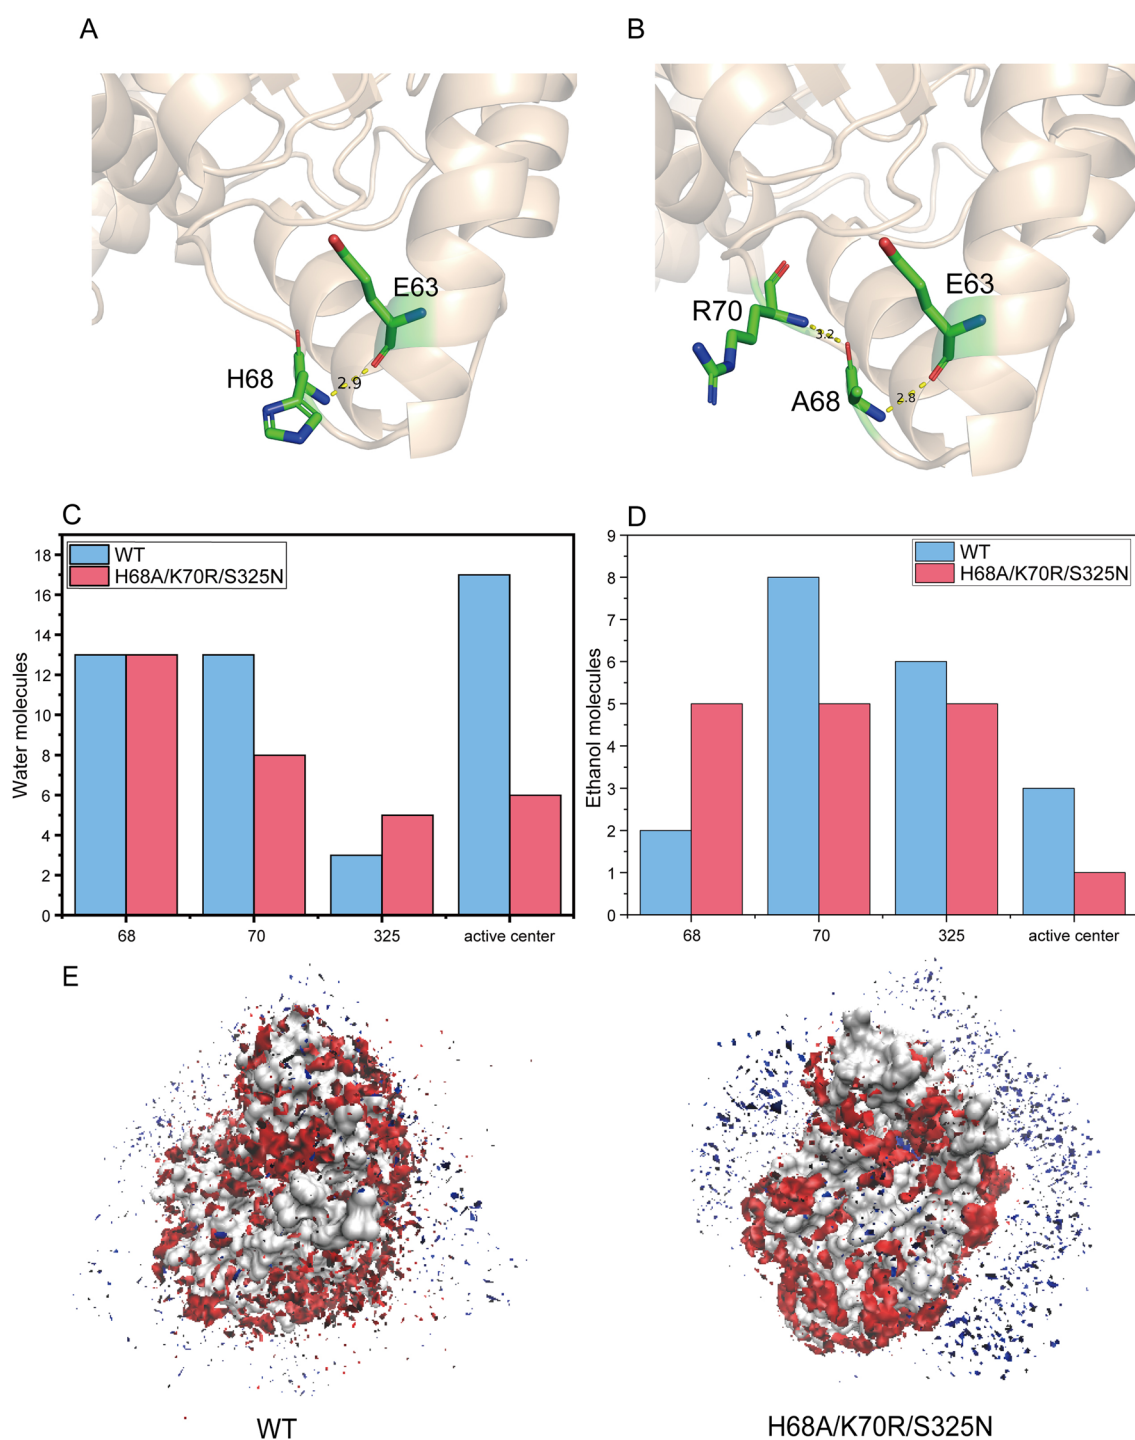 A
B
E63
H68
2.9
E63
R70
3.2
A68
2.8
C
WT
H68A/K70R/S325N
Water molecules
18
16
14
12
10
8
6
4
2
0
68 70 325 active center
D
WT
H68A/K70R/S325N
Ethanol molecules
9
8
7
6
5
4
3
2
1
0
68 70 325 active center
E
WT
H68A/K70R/S325N